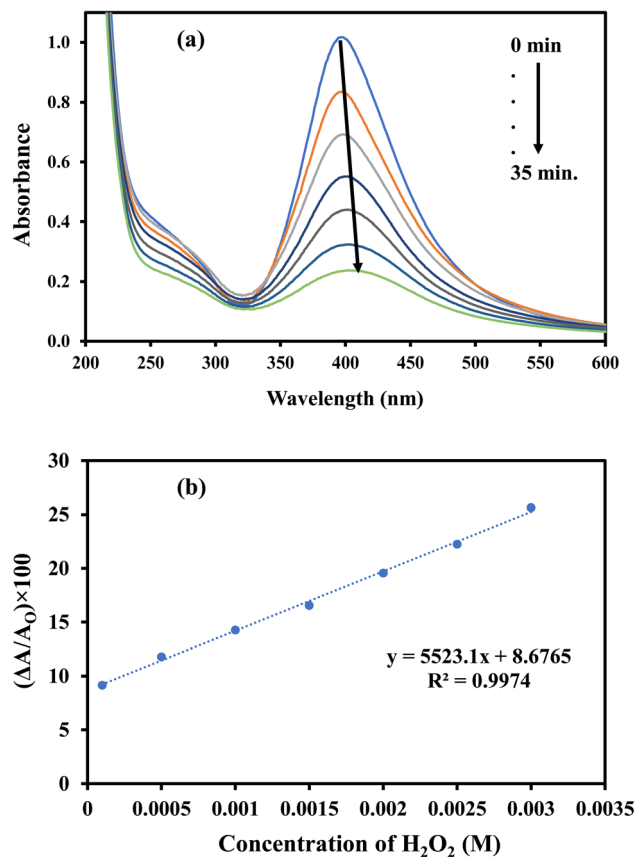 (a)
0 min
35 min.
Absorbance
1.0
0.8
0.6
0.4
0.2
0.0
200 250 300 350 400 450 500 550 600
Wavelength (nm)
(b)
(ΔA/A_O)×100
30
25
20
15
10
5
0
y = 5523.1x + 8.6765
R² = 0.9974
0 0.0005 0.001 0.0015 0.002 0.0025 0.003 0.0035
Concentration of H₂O₂ (M)